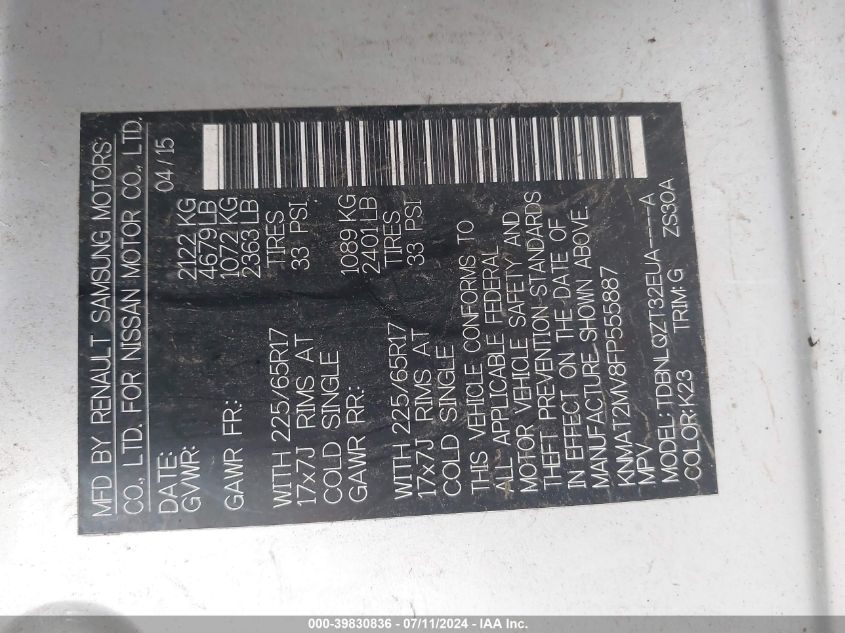 MFD BY RENAULT SAMSUNG MOTORS
CO., LTD. FOR NISSAN MOTOR CO., LTD.
DATE: 04/15
GVWR: 2122 KG
4679 LB
GAWR FR: 1072 KG
2363 LB
WITH 225/65R17 TIRES
17x7J RIMS AT 33 PSI
COLD SINGLE
GAWR RR: 1089 KG
2401 LB
WITH 225/65R17 TIRES
17x7J RIMS AT 33 PSI
COLD SINGLE
THIS VEHICLE CONFORMS TO
ALL APPLICABLE FEDERAL
MOTOR VEHICLE SAFETY, AND
THEFT PREVENTION STANDARDS
IN EFFECT ON THE DATE OF
MANUFACTURE SHOWN ABOVE.
KNMAT2MV8FP555887
MPV
MODEL: TDBNLQZT32EUA-----A
COLOR: K23 TRIM: G ZS30A
000-39830836 - 07/11/2024 - IAA Inc.